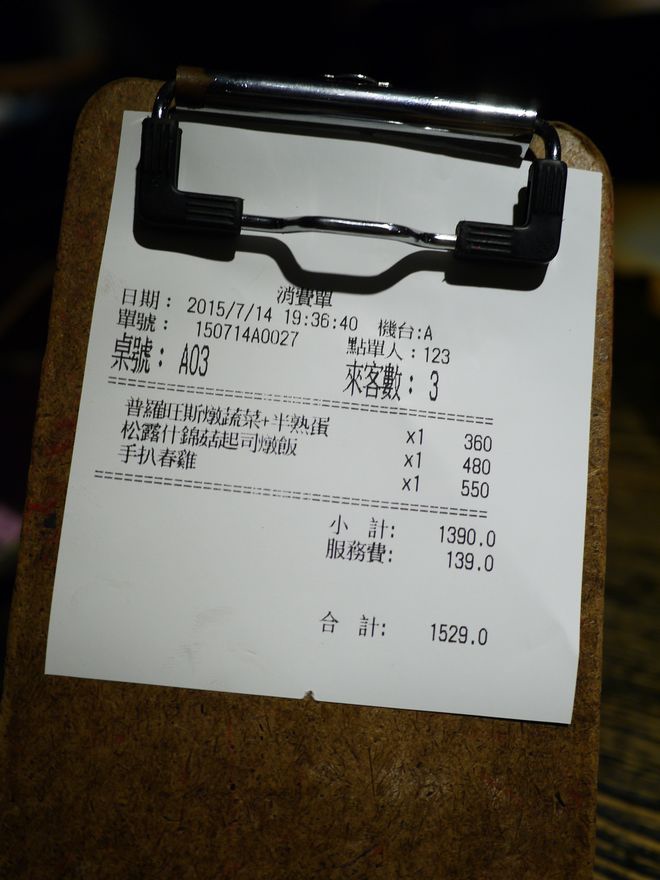 消費單
日期： 2015/7/14 19:36:40 機台:A
單號： 150714A0027 點單人：123
桌號： A03 來客數： 3
普羅旺斯燉蔬菜+半熟蛋 x1 360
松露什錦菇起司燉飯 x1 480
手扒春雞 x1 550
小 計: 1390.0
服務費: 139.0
合 計: 1529.0